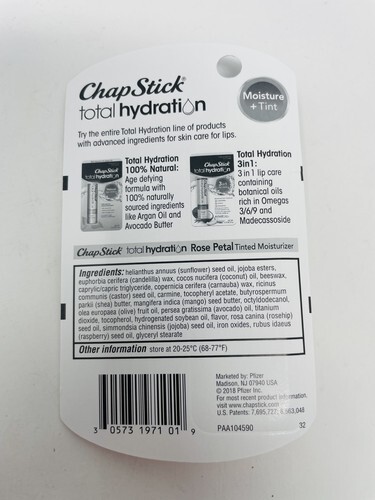 ChapStick®
total hydration
Moisture
+ Tint
Try the entire Total Hydration line of products
with advanced ingredients for skin care for lips.
Total Hydration
100% Natural:
Age defying
formula with
100% naturally
sourced ingredients
like Argan Oil and
Avocado Butter
Total Hydration
3in1:
3 in 1 lip care
containing
botanical oils
rich in Omegas
3/6/9 and
Madecassoside
ChapStick total hydration Rose Petal Tinted Moisturizer
Ingredients: helianthus annuus (sunflower) seed oil, jojoba esters,
euphorbia cerifera (candelilla) wax, cocos nucifera (coconut) oil, beeswax,
caprylic/capric triglyceride, copernicia cerifera (carnauba) wax, ricinus
communis (castor) seed oil, carmine, tocopheryl acetate, butyrospermum
parkii (shea) butter, mangifera indica (mango) seed butter, octyldodecanol,
olea europaea (olive) fruit oil, persea gratissima (avocado) oil, titanium
dioxide, tocopherol, hydrogenated soybean oil, flavor, rosa canina (rosehip)
seed oil, simmondsia chinensis (jojoba) seed oil, iron oxides, rubus idaeus
(raspberry) seed oil, glyceryl stearate
Other information store at 20-25°C (68-77°F)
Marketed by: Pfizer
Madison, NJ 07940 USA
© 2018 Pfizer Inc.
For most recent product information,
visit www.chapstick.com
U.S. Patents: 7,695,727,
PAA104590
32
3 0573 1971 01 9